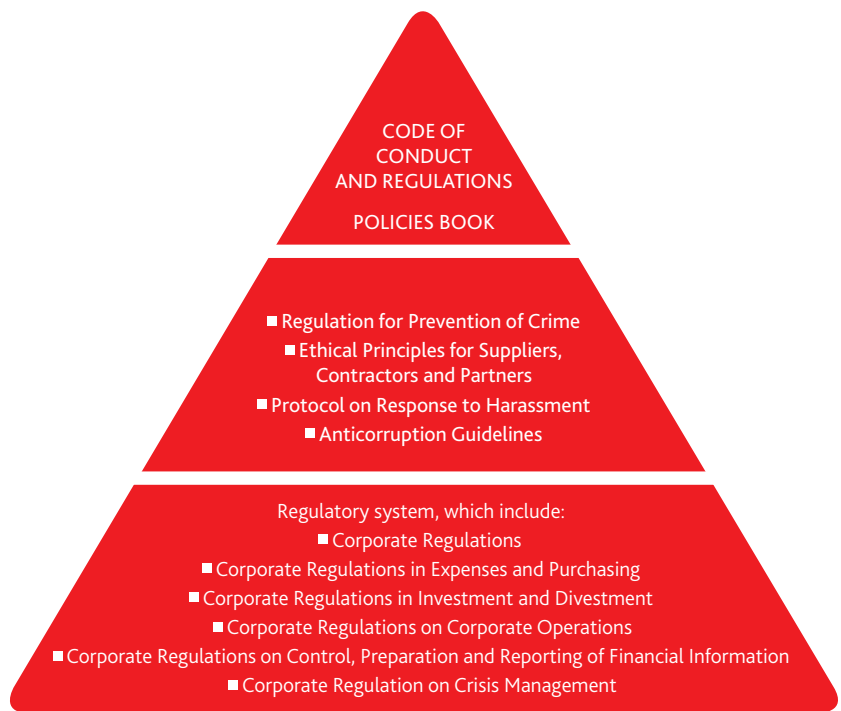 CODE OF
CONDUCT
AND REGULATIONS
POLICIES BOOK
■ Regulation for Prevention of Crime
■ Ethical Principles for Suppliers,
Contractors and Partners
■ Protocol on Response to Harassment
■ Anticorruption Guidelines
Regulatory system, which include:
■ Corporate Regulations
■ Corporate Regulations in Expenses and Purchasing
■ Corporate Regulations in Investment and Divestment
■ Corporate Regulations on Corporate Operations
■ Corporate Regulations on Control, Preparation and Reporting of Financial Information
■ Corporate Regulation on Crisis Management